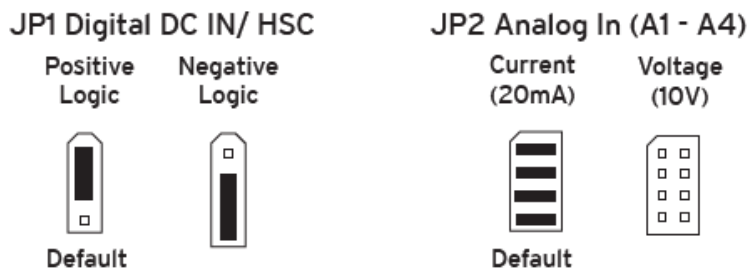 JP1 Digital DC IN/ HSC
Positive Logic
Negative Logic
Default
JP2 Analog In (A1 - A4)
Current (20mA)
Voltage (10V)
Default